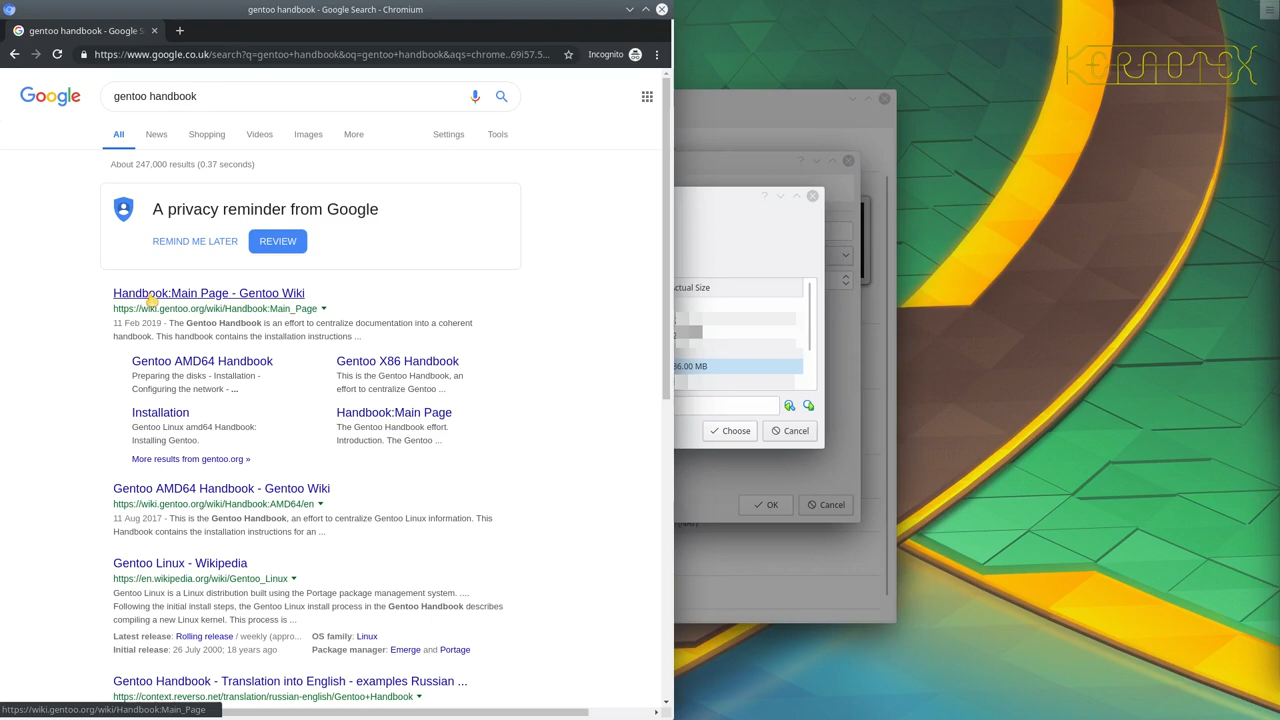 gentoo handbook - Google Search - Chromium
gentoo handbook - Google S
https://www.google.co.uk/search?q=gentoo+handbook&oq=gentoo+handbook&aqs=chrome..69i57.5...
Incognito
Google
gentoo handbook
All News Shopping Videos Images More Settings Tools
About 247,000 results (0.37 seconds)
A privacy reminder from Google
REMIND ME LATER REVIEW
Handbook:Main Page - Gentoo Wiki
https://wiki.gentoo.org/wiki/Handbook:Main_Page
11 Feb 2019 - The Gentoo Handbook is an effort to centralize documentation into a coherent
handbook. This handbook contains the installation instructions ...
Gentoo AMD64 Handbook
Preparing the disks - Installation -
Configuring the network - ...
Gentoo X86 Handbook
This is the Gentoo Handbook, an
effort to centralize Gentoo ...
Installation
Gentoo Linux amd64 Handbook:
Installing Gentoo.
Handbook:Main Page
The Gentoo Handbook effort.
Introduction. The Gentoo ...
More results from gentoo.org »
Gentoo AMD64 Handbook - Gentoo Wiki
https://wiki.gentoo.org/wiki/Handbook:AMD64/en
11 Aug 2017 - This is the Gentoo Handbook, an effort to centralize Gentoo Linux information. This
Handbook contains the installation instructions for an ...
Gentoo Linux - Wikipedia
https://en.wikipedia.org/wiki/Gentoo_Linux
Gentoo Linux is a Linux distribution built using the Portage package management system. ....
Following the initial install steps, the Gentoo Linux install process in the Gentoo Handbook describes
compiling a new Linux kernel. This process is ...
Latest release: Rolling release / weekly (appro... OS family: Linux
Initial release: 26 July 2000; 18 years ago Package manager: Emerge and Portage
Gentoo Handbook - Translation into English - examples Russian ...
https://context.reverso.net/translation/russian-english/Gentoo+Handbook
https://wiki.gentoo.org/wiki/Handbook:Main_Page
ctual Size
36.00 MB
Choose Cancel
OK Cancel